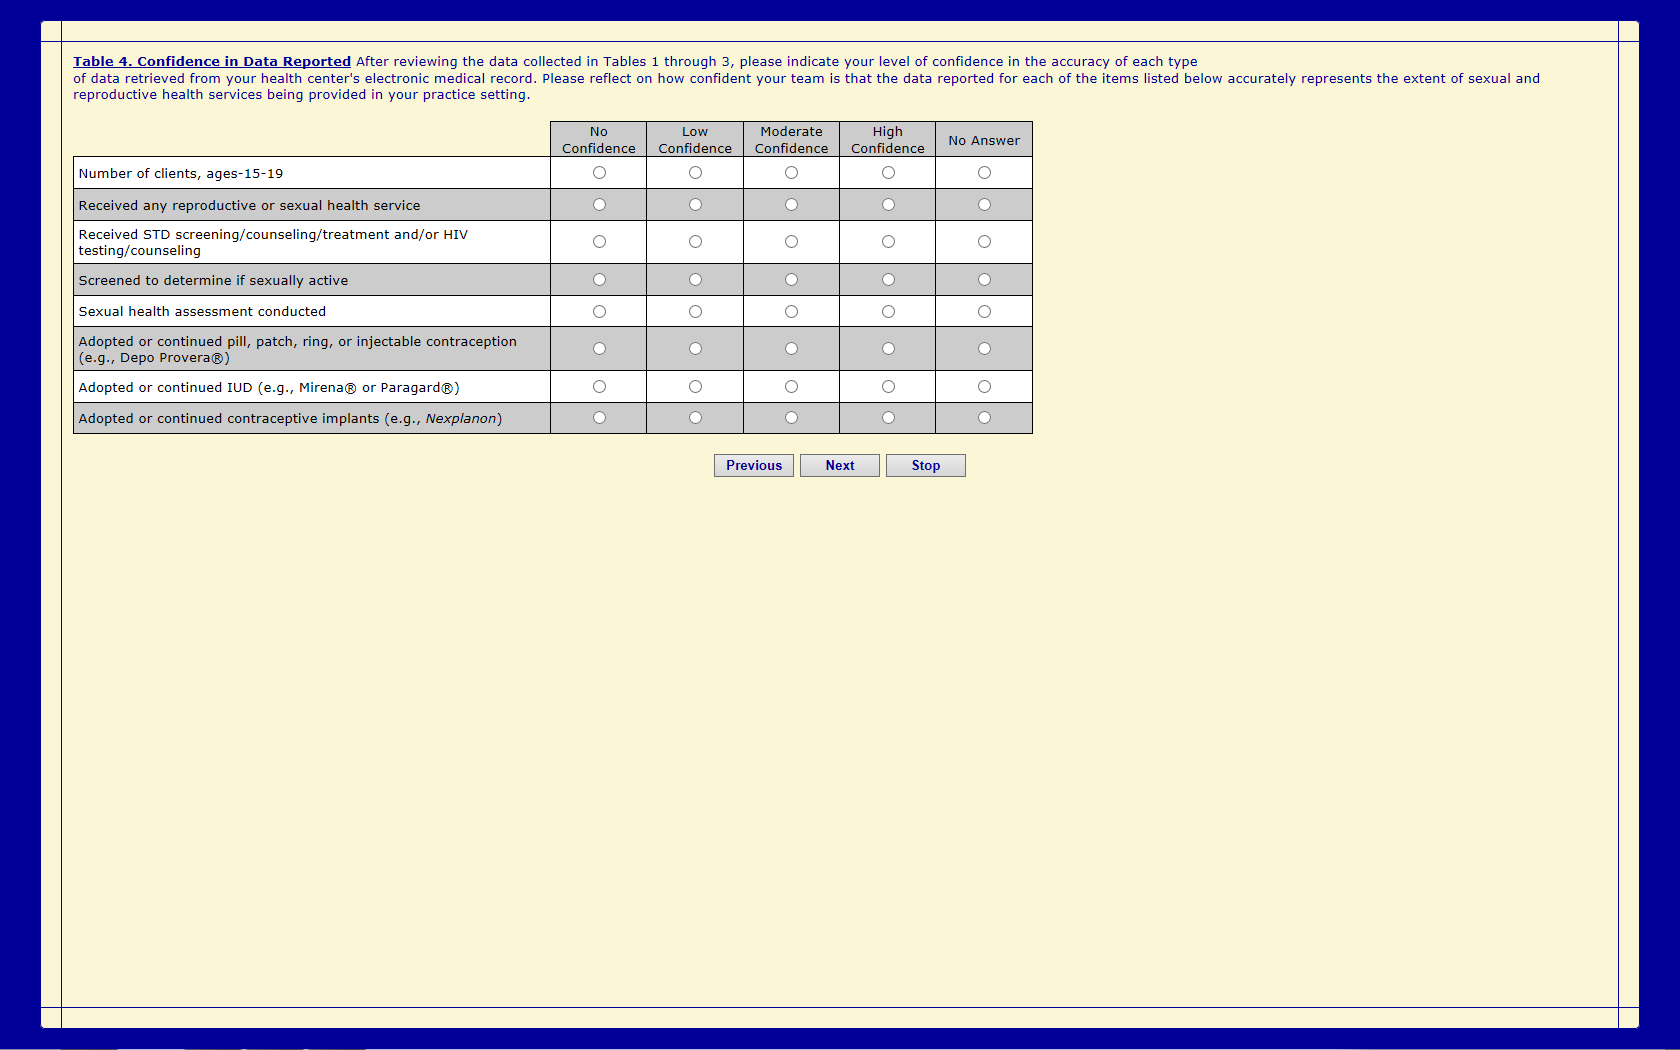 Table 4. Confidence in Data Reported After reviewing the data collected in Tables 1 through 3, please indicate your level of confidence in the accuracy of each type
of data retrieved from your health center's electronic medical record. Please reflect on how confident your team is that the data reported for each of the items listed below accurately represents the extent of sexual and
reproductive health services being provided in your practice setting.
No Confidence
Low Confidence
Moderate Confidence
High Confidence
No Answer
Number of clients, ages-15-19
Received any reproductive or sexual health service
Received STD screening/counseling/treatment and/or HIV
testing/counseling
Screened to determine if sexually active
Sexual health assessment conducted
Adopted or continued pill, patch, ring, or injectable contraception
(e.g., Depo Provera®)
Adopted or continued IUD (e.g., Mirena® or Paragard®)
Adopted or continued contraceptive implants (e.g., Nexplanon)
Previous Next Stop